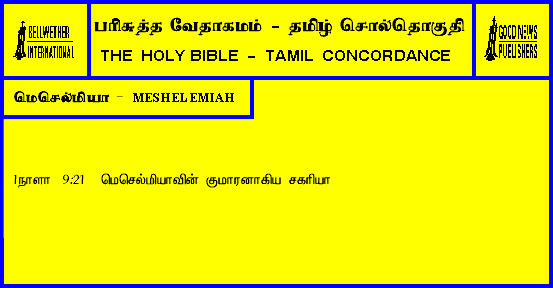 BELLWETHER
INTERNATIONAL
பரிசுத்த வேதாகமம் - தமிழ் சொல்தொகுதி
THE HOLY BIBLE - TAMIL CONCORDANCE
GOOD NEWS
PUBLISHERS
மெசெல்மியா - MESHELEMIAH
1நாளா 9:21 மெசெல்மியாவின் குமாரனாகிய சகரியா